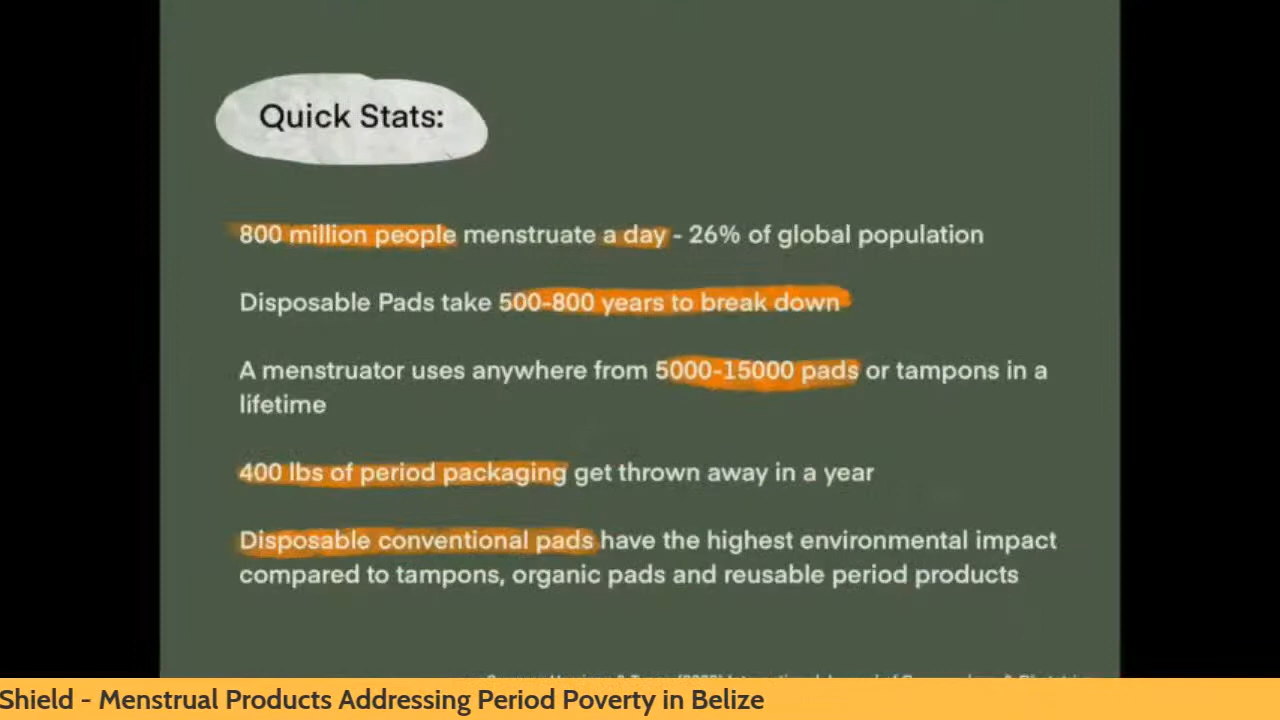 Quick Stats:
800 million people menstruate a day - 26% of global population
Disposable Pads take 500-800 years to break down
A menstruator uses anywhere from 5000-15000 pads or tampons in a
lifetime
400 lbs of period packaging get thrown away in a year
Disposable conventional pads have the highest environmental impact
compared to tampons, organic pads and reusable period products
Shield - Menstrual Products Addressing Period Poverty in Belize